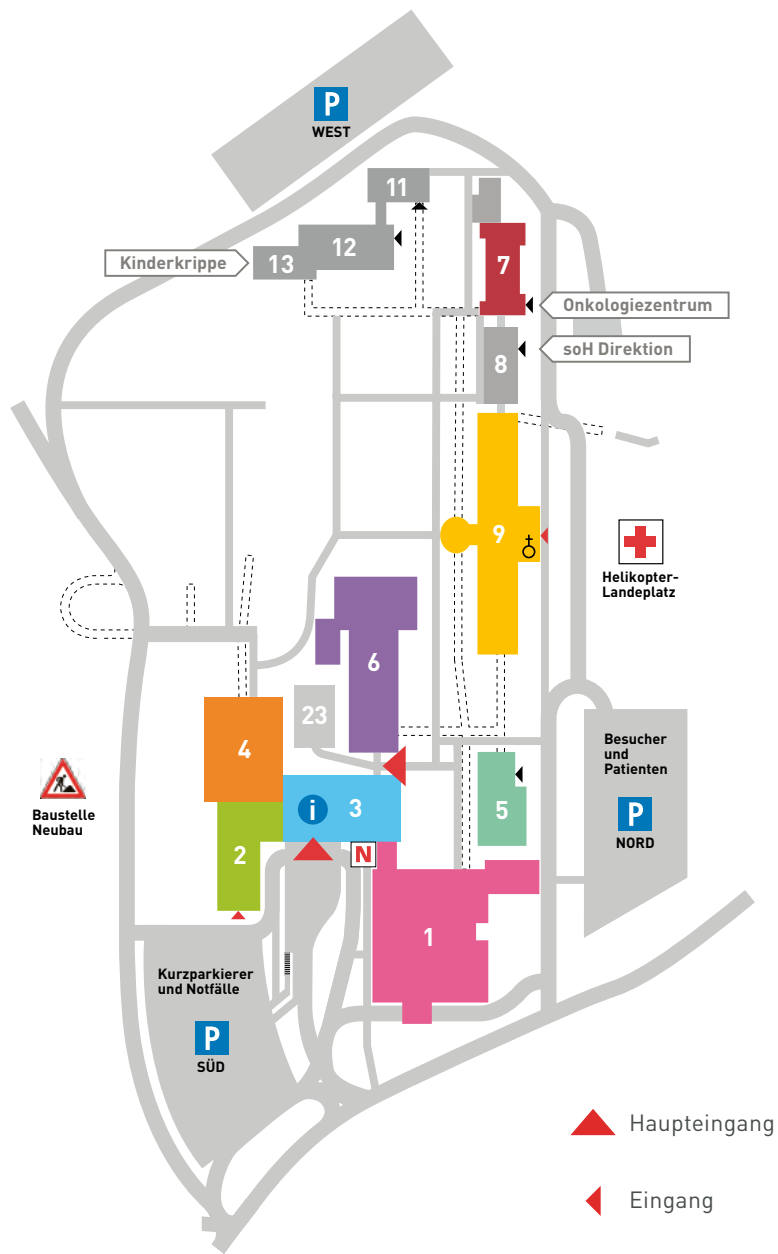 P
WEST
11
12
13
7
Kinderkrippe
Onkologiezentrum
soH Direktion
8
9
Helikopter-
Landeplatz
6
23
4
Besucher
und
Patienten
P
NORD
Baustelle
Neubau
i
3
5
2
N
1
Kurzparkierer
und Notfälle
P
SÜD
Haupteingang
Eingang